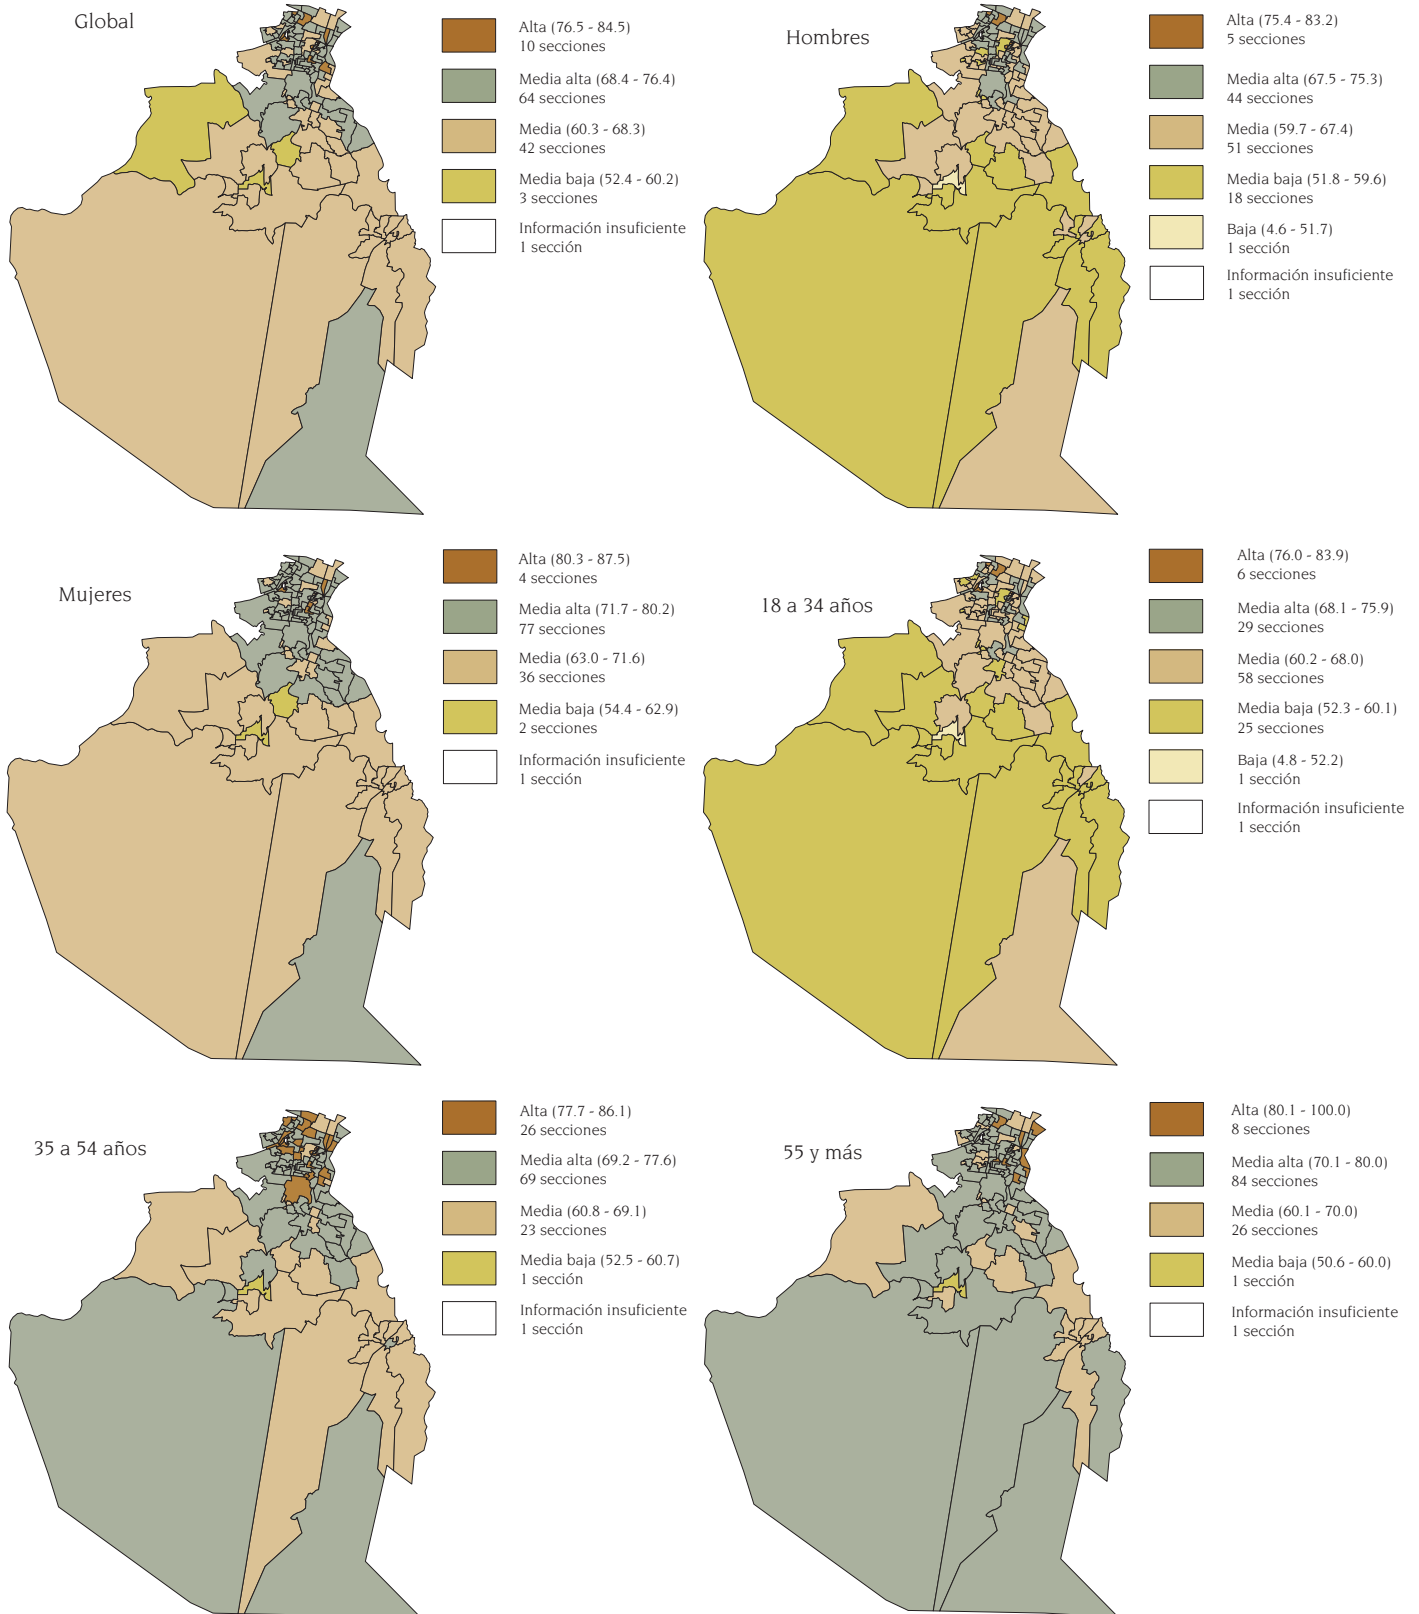 Global
Alta (76.5 - 84.5)
10 secciones
Media alta (68.4 - 76.4)
64 secciones
Media (60.3 - 68.3)
42 secciones
Media baja (52.4 - 60.2)
3 secciones
Información insuficiente
1 sección
Hombres
Alta (75.4 - 83.2)
5 secciones
Media alta (67.5 - 75.3)
44 secciones
Media (59.7 - 67.4)
51 secciones
Media baja (51.8 - 59.6)
18 secciones
Baja (4.6 - 51.7)
1 sección
Información insuficiente
1 sección
Mujeres
Alta (80.3 - 87.5)
4 secciones
Media alta (71.7 - 80.2)
77 secciones
Media (63.0 - 71.6)
36 secciones
Media baja (54.4 - 62.9)
2 secciones
Información insuficiente
1 sección
18 a 34 años
Alta (76.0 - 83.9)
6 secciones
Media alta (68.1 - 75.9)
29 secciones
Media (60.2 - 68.0)
58 secciones
Media baja (52.3 - 60.1)
25 secciones
Baja (4.8 - 52.2)
1 sección
Información insuficiente
1 sección
35 a 54 años
Alta (77.7 - 86.1)
26 secciones
Media alta (69.2 - 77.6)
69 secciones
Media (60.8 - 69.1)
23 secciones
Media baja (52.5 - 60.7)
1 sección
Información insuficiente
1 sección
55 y más
Alta (80.1 - 100.0)
8 secciones
Media alta (70.1 - 80.0)
84 secciones
Media (60.1 - 70.0)
26 secciones
Media baja (50.6 - 60.0)
1 sección
Información insuficiente
1 sección